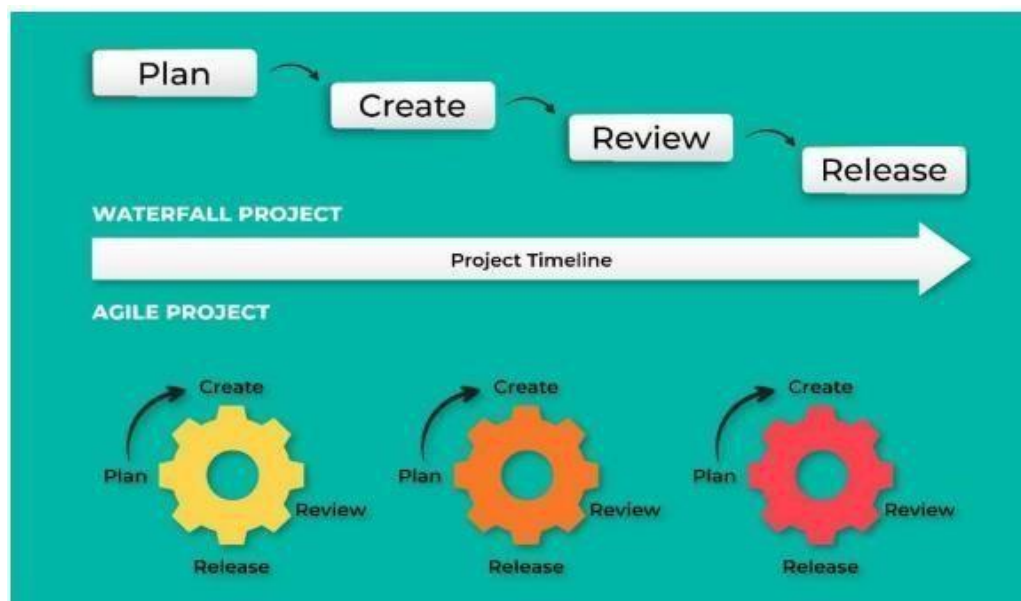 Plan
Create
Review
Release
WATERFALL PROJECT
Project Timeline
AGILE PROJECT
Create
Plan
Review
Release
Create
Plan
Review
Release
Create
Plan
Review
Release